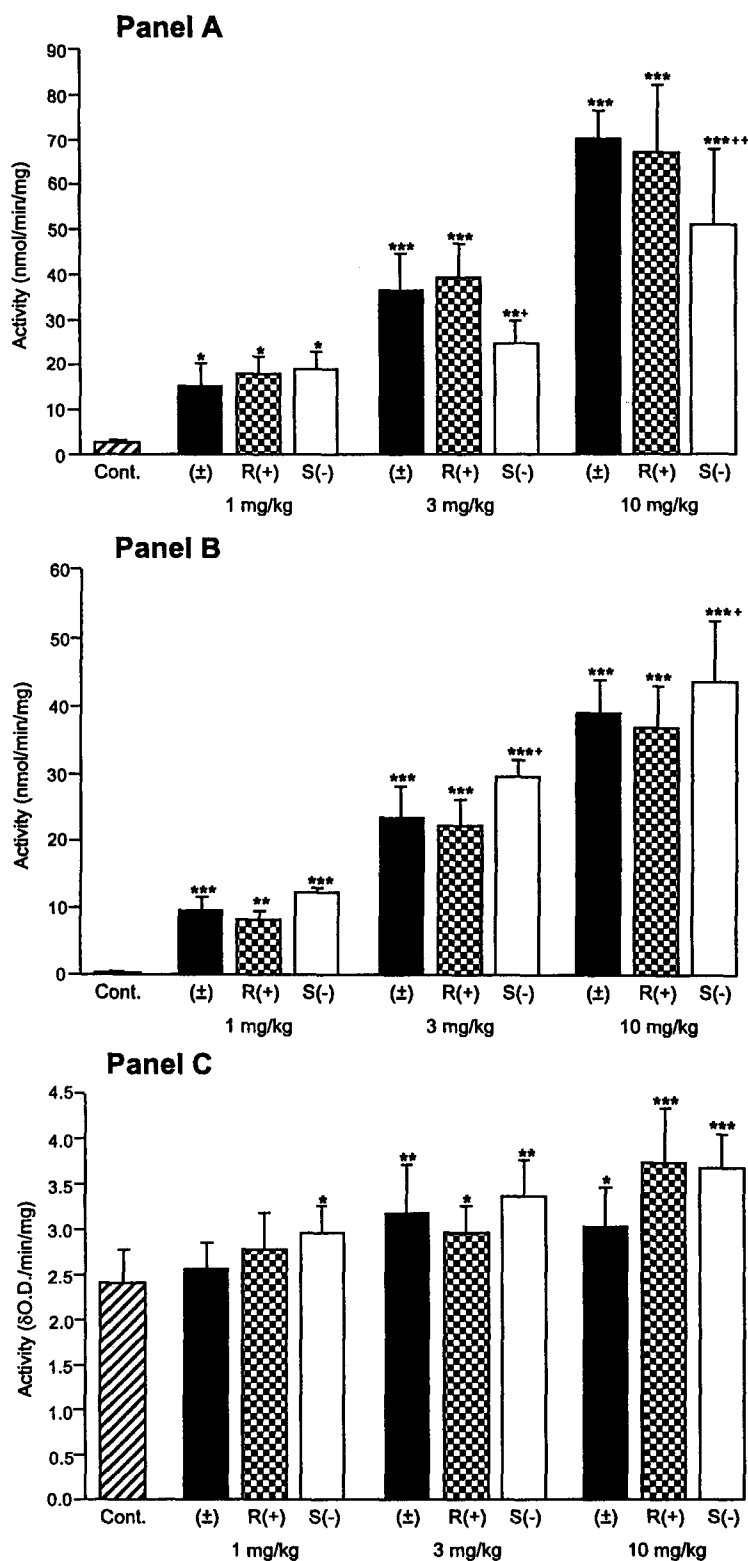 Panel A
90
80
70
60
50
40
30
20
10
0
Activity (nmol/min/mg)
* * *
*** *** **+
*** *** ***++
Cont. (±) R(+) S(-) (±) R(+) S(-) (±) R(+) S(-)
1 mg/kg 3 mg/kg 10 mg/kg
Panel B
60
50
40
30
20
10
0
Activity (nmol/min/mg)
*** ** ***
*** *** ***+
*** *** ***+
Cont. (±) R(+) S(-) (±) R(+) S(-) (±) R(+) S(-)
1 mg/kg 3 mg/kg 10 mg/kg
Panel C
4.5
4.0
3.5
3.0
2.5
2.0
1.5
1.0
0.5
0.0
Activity (δO.D./min/mg)
*
** * **
* *** ***
Cont. (±) R(+) S(-) (±) R(+) S(-) (±) R(+) S(-)
1 mg/kg 3 mg/kg 10 mg/kg